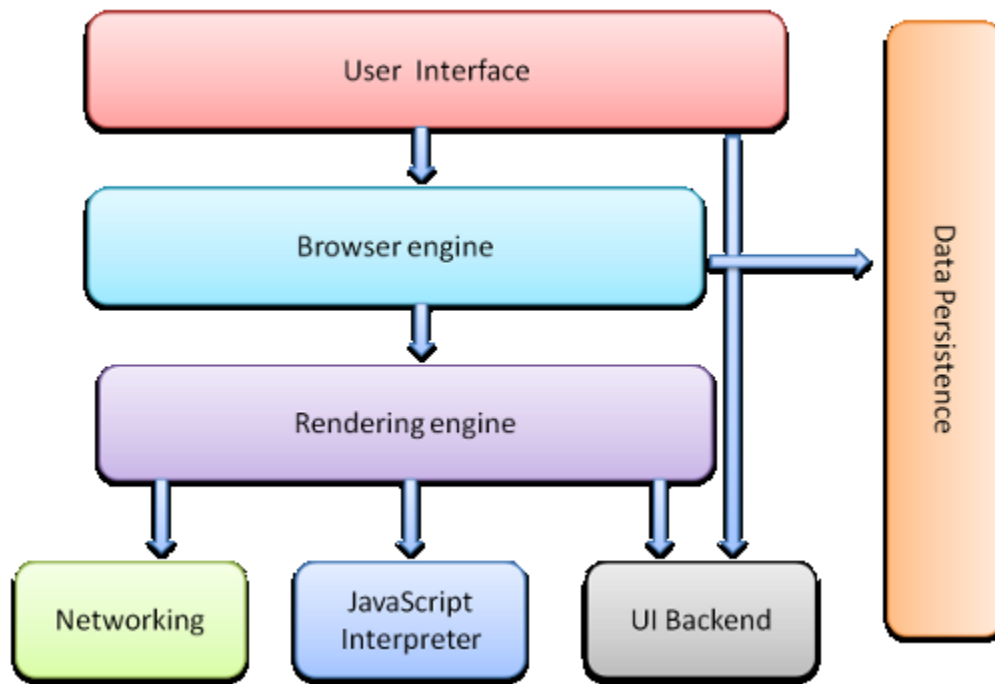 User Interface
Browser engine
Data Persistence
Rendering engine
Networking
JavaScript
Interpreter
UI Backend